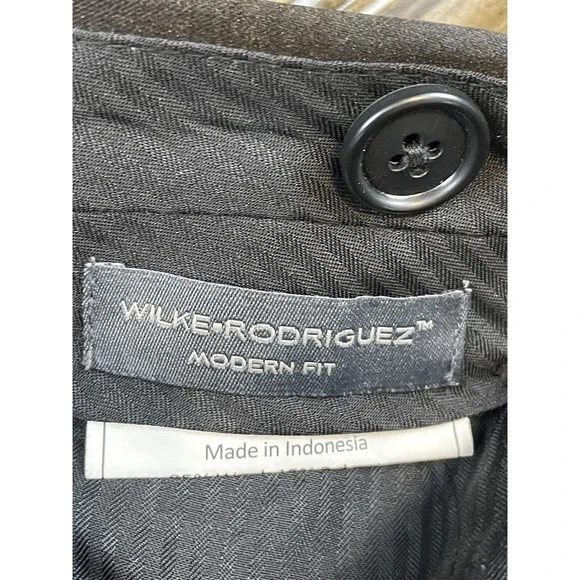 WILKE•RODRIGUEZ™
MODERN FIT
Made in Indonesia